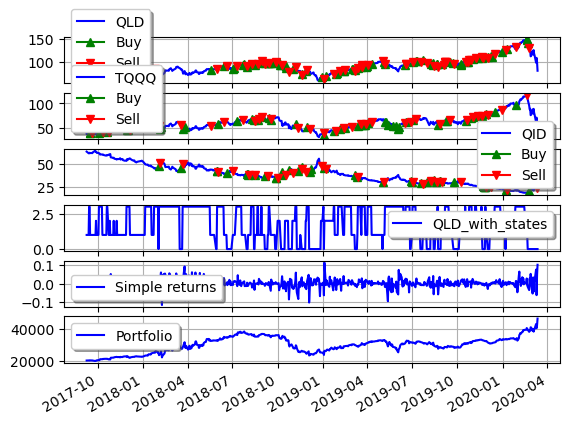 QLD
Buy
Sell
150
100
TQQQ
Buy
Sell
100
50
QID
Buy
Sell
50
25
QLD_with_states
2.5
0.0
Simple returns
0.1
0.0
−0.1
Portfolio
40000
20000
2017-10
2018-01
2018-04
2018-07
2018-10
2019-01
2019-04
2019-07
2019-10
2020-01
2020-04